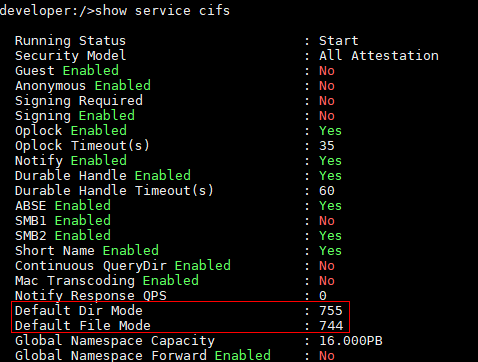 developer:/>show service cifs
Running Status : Start
Security Model : All Attestation
Guest Enabled : No
Anonymous Enabled : No
Signing Required : No
Signing Enabled : No
Oplock Enabled : Yes
Oplock Timeout(s) : 35
Notify Enabled : Yes
Durable Handle Enabled : Yes
Durable Handle Timeout(s) : 60
ABSE Enabled : Yes
SMB1 Enabled : No
SMB2 Enabled : Yes
Short Name Enabled : Yes
Continuous QueryDir Enabled : No
Mac Transcoding Enabled : No
Notify Response QPS : 0
Default Dir Mode : 755
Default File Mode : 744
Global Namespace Capacity : 16.000PB
Global Namespace Forward Enabled : No